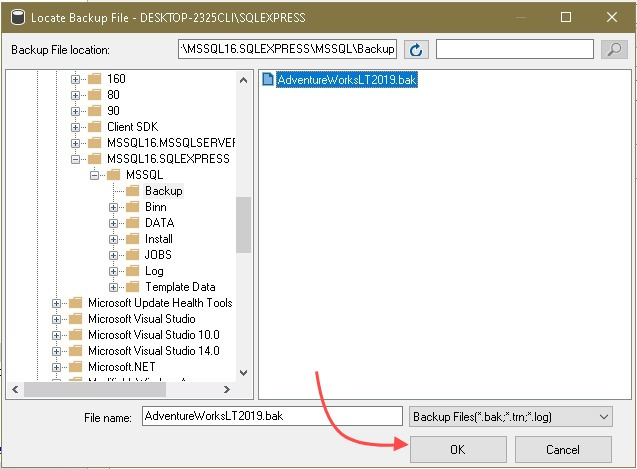 Locate Backup File - DESKTOP-2325CLI\SQLEXPRESS
Backup File location:
\MSSQL16.SQLEXPRESS\MSSQL\Backup
160
80
90
Client SDK
MSSQL16.MSSQLSERVER
MSSQL16.SQLEXPRESS
MSSQL
Backup
Binn
DATA
Install
JOBS
Log
Template Data
Microsoft Update Health Tools
Microsoft Visual Studio
Microsoft Visual Studio 10.0
Microsoft Visual Studio 14.0
Microsoft.NET
AdventureWorksLT2019.bak
File name:
AdventureWorksLT2019.bak
Backup Files(*.bak;*.trn;*.log)
OK
Cancel